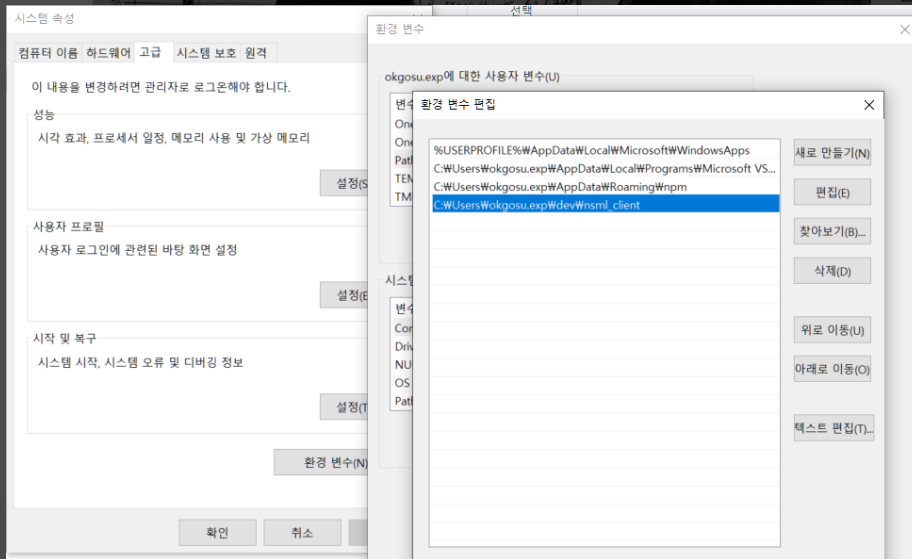 선택
시스템 속성
컴퓨터 이름 하드웨어 고급 시스템 보호 원격
이 내용을 변경하려면 관리자로 로그온해야 합니다.
성능
시각 효과, 프로세서 일정, 메모리 사용 및 가상 메모리
설정(S
사용자 프로필
사용자 로그인에 관련된 바탕 화면 설정
설정(E
시작 및 복구
시스템 시작, 시스템 오류 및 디버깅 정보
설정(T
환경 변수(N)
확인 취소
환경 변수
okgosu.exp에 대한 사용자 변수(U)
변수
One
One
Path
TEM
TM
시스템
변수
Con
Driv
NU
OS
Path
환경 변수 편집
%USERPROFILE%₩AppData₩Local₩Microsoft₩WindowsApps
C:₩Users₩okgosu.exp₩AppData₩Local₩Programs₩Microsoft VS...
C:₩Users₩okgosu.exp₩AppData₩Roaming₩npm
C:₩Users₩okgosu.exp₩dev₩nsml_client
새로 만들기(N)
편집(E)
찾아보기(B)...
삭제(D)
위로 이동(U)
아래로 이동(O)
텍스트 편집(T)...